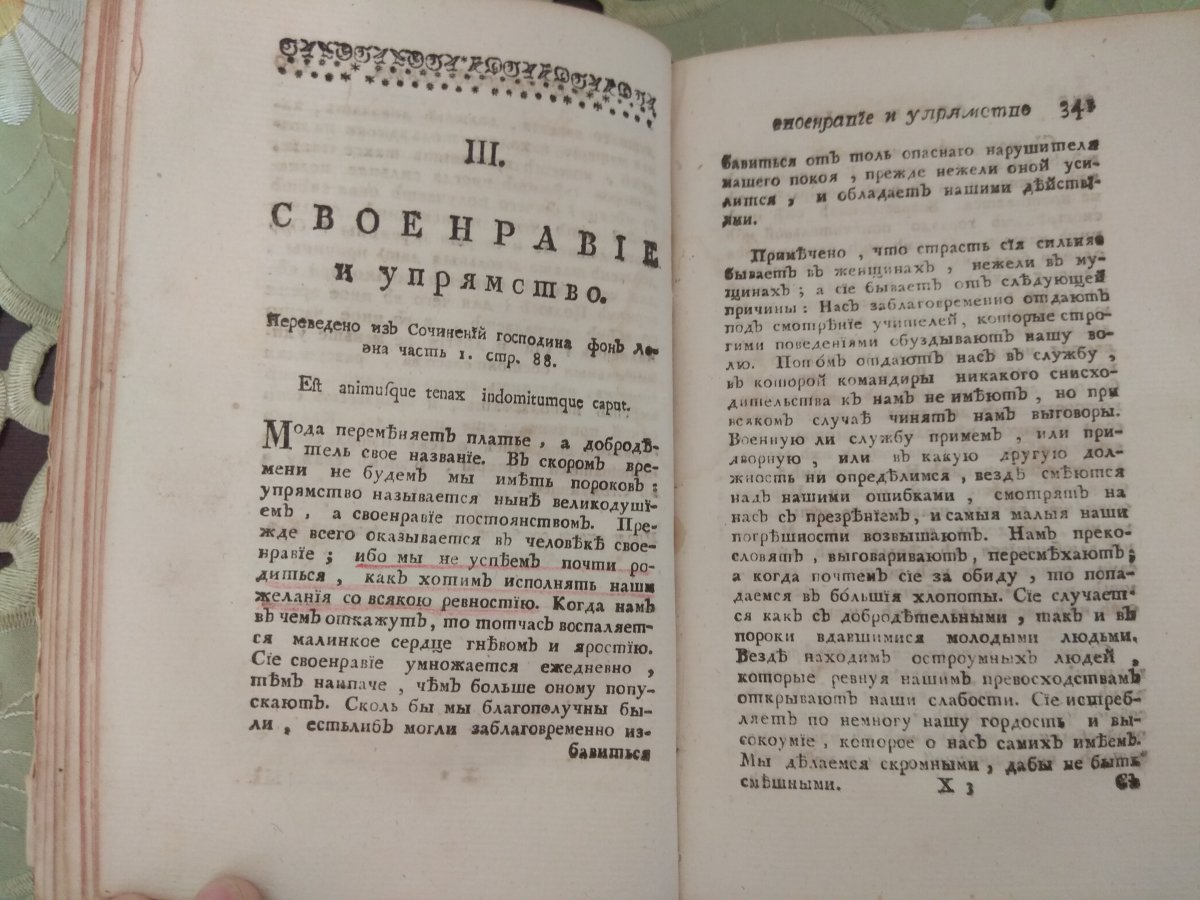 III.
СВОЕНРАВІЕ
и упрямство.
Переведено изъ Сочиненій господина фонъ Ло-
эна часть 1. стр. 88.
Est animusque tenax indomitumque caput.
Мода перемѣняетъ платье, а добродѣ-
тель свое названіе. Въ скоромъ вре-
мени не будемъ мы имѣть пороковъ:
упрямство называется нынѣ великодуші-
емъ, а своенравіе постоянствомъ. Пре-
жде всего оказывается въ человѣкѣ свое-
нравіе; ибо мы не успѣемъ почти ро-
диться, какъ хотимъ исполнять наши
желанія со всякою ревностію. Когда намъ
въ чемъ откажутъ, то тотчасъ воспаляет-
ся малинкое сердце гнѣвомъ и яростію.
Сіе своенравіе умножается ежедневно,
тѣмъ наипаче, чѣмъ больше оному попу-
скаютъ. Сколь бы мы благополучны бы-
ли, естьлибъ могли заблаговременно из-
бавиться
своенравіе и упрямство 341
бавиться отъ толь опаснаго нарушителя
нашего покоя, прежде нежели оной уси-
лится, и обладаетъ нашими дѣйствї-
ями.
Примѣчено, что страсть сія сильняе
бываетъ въ женщинахъ, нежели въ му-
щинахъ; а сіе бываетъ отъ слѣдующей
причины: Насъ заблаговременно отдаютъ
подъ смотрѣніе учителей, которые стро-
гими поведеніями обуздываютъ нашу во-
лю. Потомъ отдаютъ насъ въ службу,
въ которой командиры никакого снисхо-
дительства къ намъ не имѣютъ, но при
всякомъ случаѣ чинятъ намъ выговоры.
Военную ли службу примемъ, или при-
дворную, или въ какую другую дол-
жность ни опредѣлимся, вездѣ смѣются
надъ нашими ошибками, смотрятъ на
насъ съ презрѣніемъ, и самыя малыя наши
погрѣшности возвышаютъ. Намъ преко-
словятъ, выговариваютъ, пересмѣхаютъ;
а когда почтемъ сіе за обиду, то попа-
даемся въ большія хлопоты. Сіе случает-
ся какъ съ добродѣтельными, такъ и въ
пороки вдавшимися молодыми людьми.
Вездѣ находимъ остроумныхъ людей,
которые ревнуя нашимъ превосходствамъ
открываютъ наши слабости. Сіе истреб-
ляетъ по немногу нашу гордость и вы-
сокоуміе, которое о насъ самихъ имѣемъ.
Мы дѣлаемся скромными, дабы не быть
смѣшными.
X 3
Съ